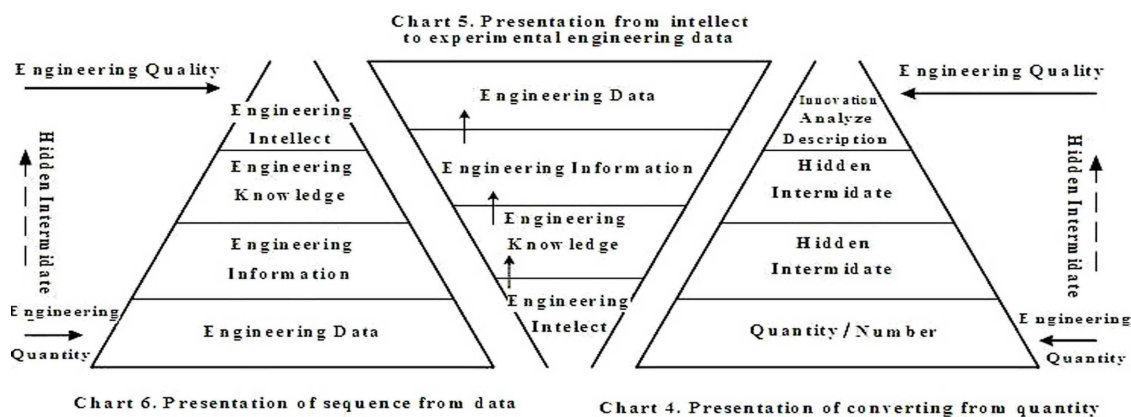 Chart 5. Presentation from intellect
to experimental engineering data
Engineering Quality
Hidden Intermidate
Engineering
Quantity
Engineering
Intellect
Engineering
Knowledge
Engineering
Information
Engineering Data
Engineering Data
Engineering Information
Engineering
Knowledge
Engineering
Intelect
Innovation
Analyze
Description
Hidden
Intermidate
Hidden
Intermidate
Quantity/Number
Engineering Quality
Hidden Intermidate
Engineering
Quantity
Chart 6. Presentation of sequence from data
Chart 4. Presentation of converting from quantity